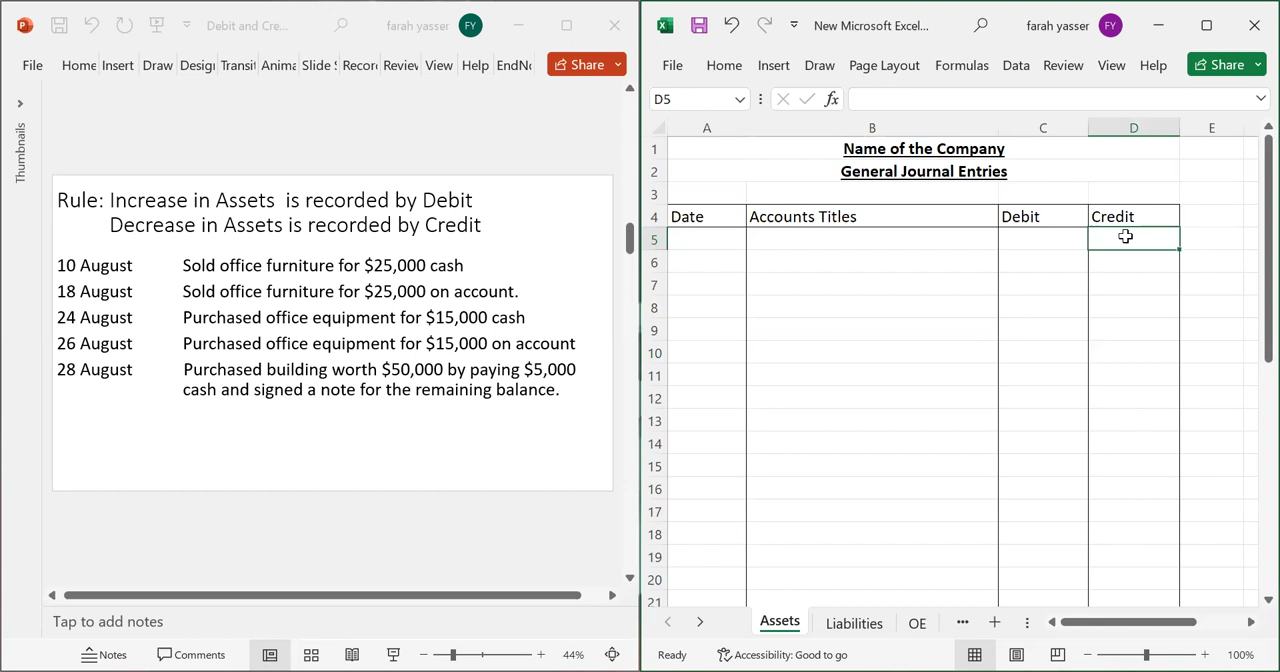 Debit and Cre...
farah yasser
FY
File Home Insert Draw Desig Transit Anima Slide S Record Review View Help EndNo
Share
Thumbnails
Rule: Increase in Assets  is recorded by Debit
Decrease in Assets is recorded by Credit
10 August Sold office furniture for $25,000 cash
18 August Sold office furniture for $25,000 on account.
24 August Purchased office equipment for $15,000 cash
26 August Purchased office equipment for $15,000 on account
28 August Purchased building worth $50,000 by paying $5,000
cash and signed a note for the remaining balance.
Tap to add notes
Notes Comments 44%
New Microsoft Excel...
farah yasser
FY
File Home Insert Draw Page Layout Formulas Data Review View Help
Share
D5 fx
A B C D E
1 Name of the Company
2 General Journal Entries
3
4 Date Accounts Titles Debit Credit
5
6
7
8
9
10
11
12
13
14
15
16
17
18
19
20
21
Assets Liabilities OE ...
Ready Accessibility: Good to go 100%